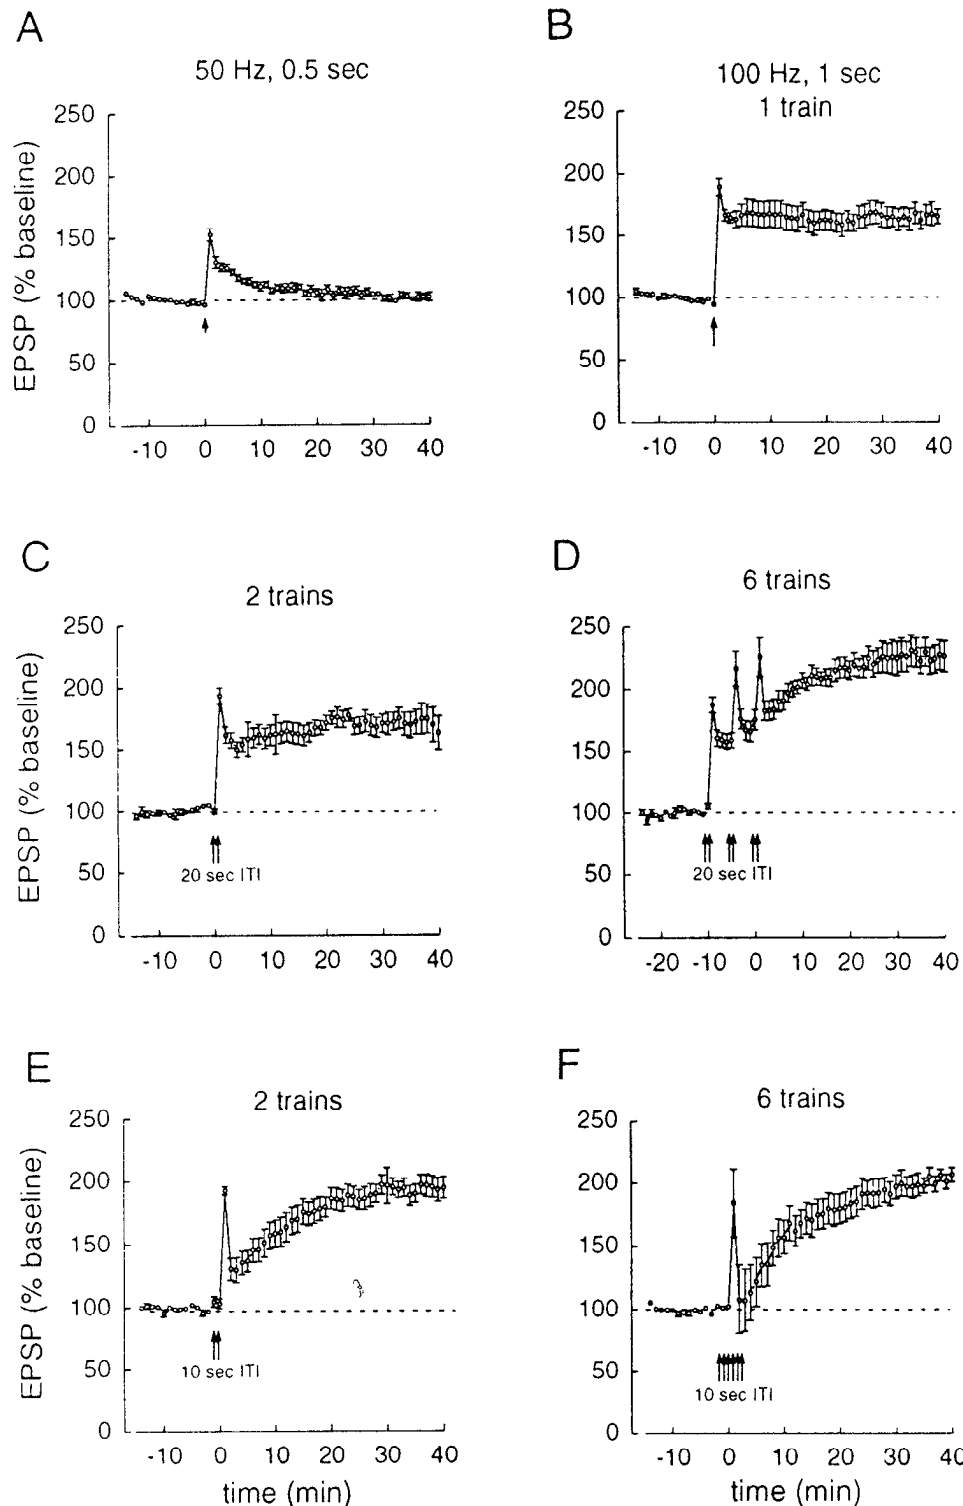 A
50 Hz, 0.5 sec
EPSP (% baseline)
250
200
150
100
50
0
-10 0 10 20 30 40
B
100 Hz, 1 sec
1 train
250
200
150
100
50
0
-10 0 10 20 30 40
C
2 trains
EPSP (% baseline)
250
200
150
100
50
0
20 sec ITI
-10 0 10 20 30 40
D
6 trains
250
200
150
100
50
0
20 sec ITI
-20 -10 0 10 20 30 40
E
2 trains
EPSP (% baseline)
250
200
150
100
50
0
10 sec ITI
-10 0 10 20 30 40
time (min)
F
6 trains
250
200
150
100
50
0
10 sec ITI
-10 0 10 20 30 40
time (min)